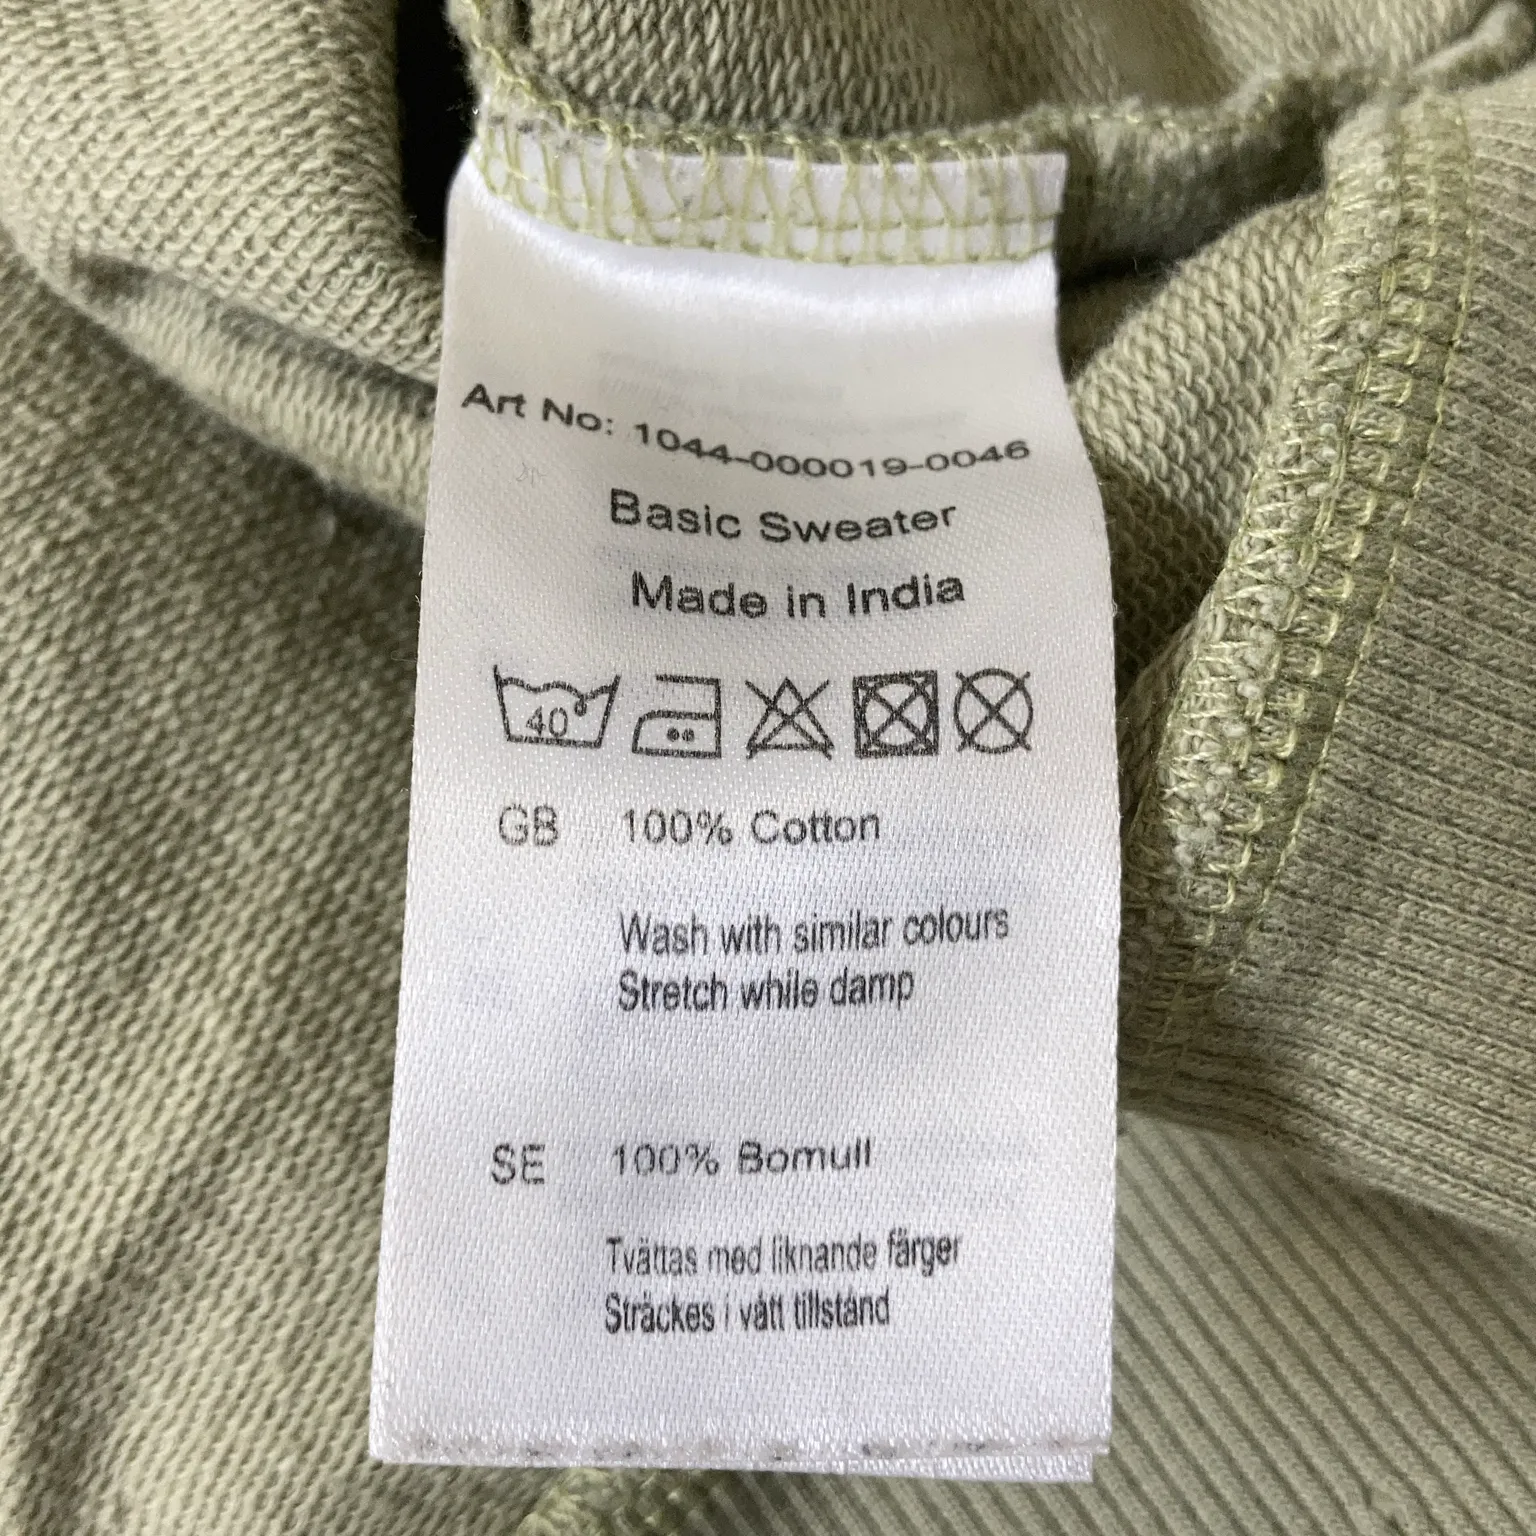 Art No: 1044-000019-0046
Basic Sweater
Made in India
40
GB 100% Cotton
Wash with similar colours
Stretch while damp
SE 100% Bomull
Tvättas med liknande färger
Sträckes i vått tillstånd